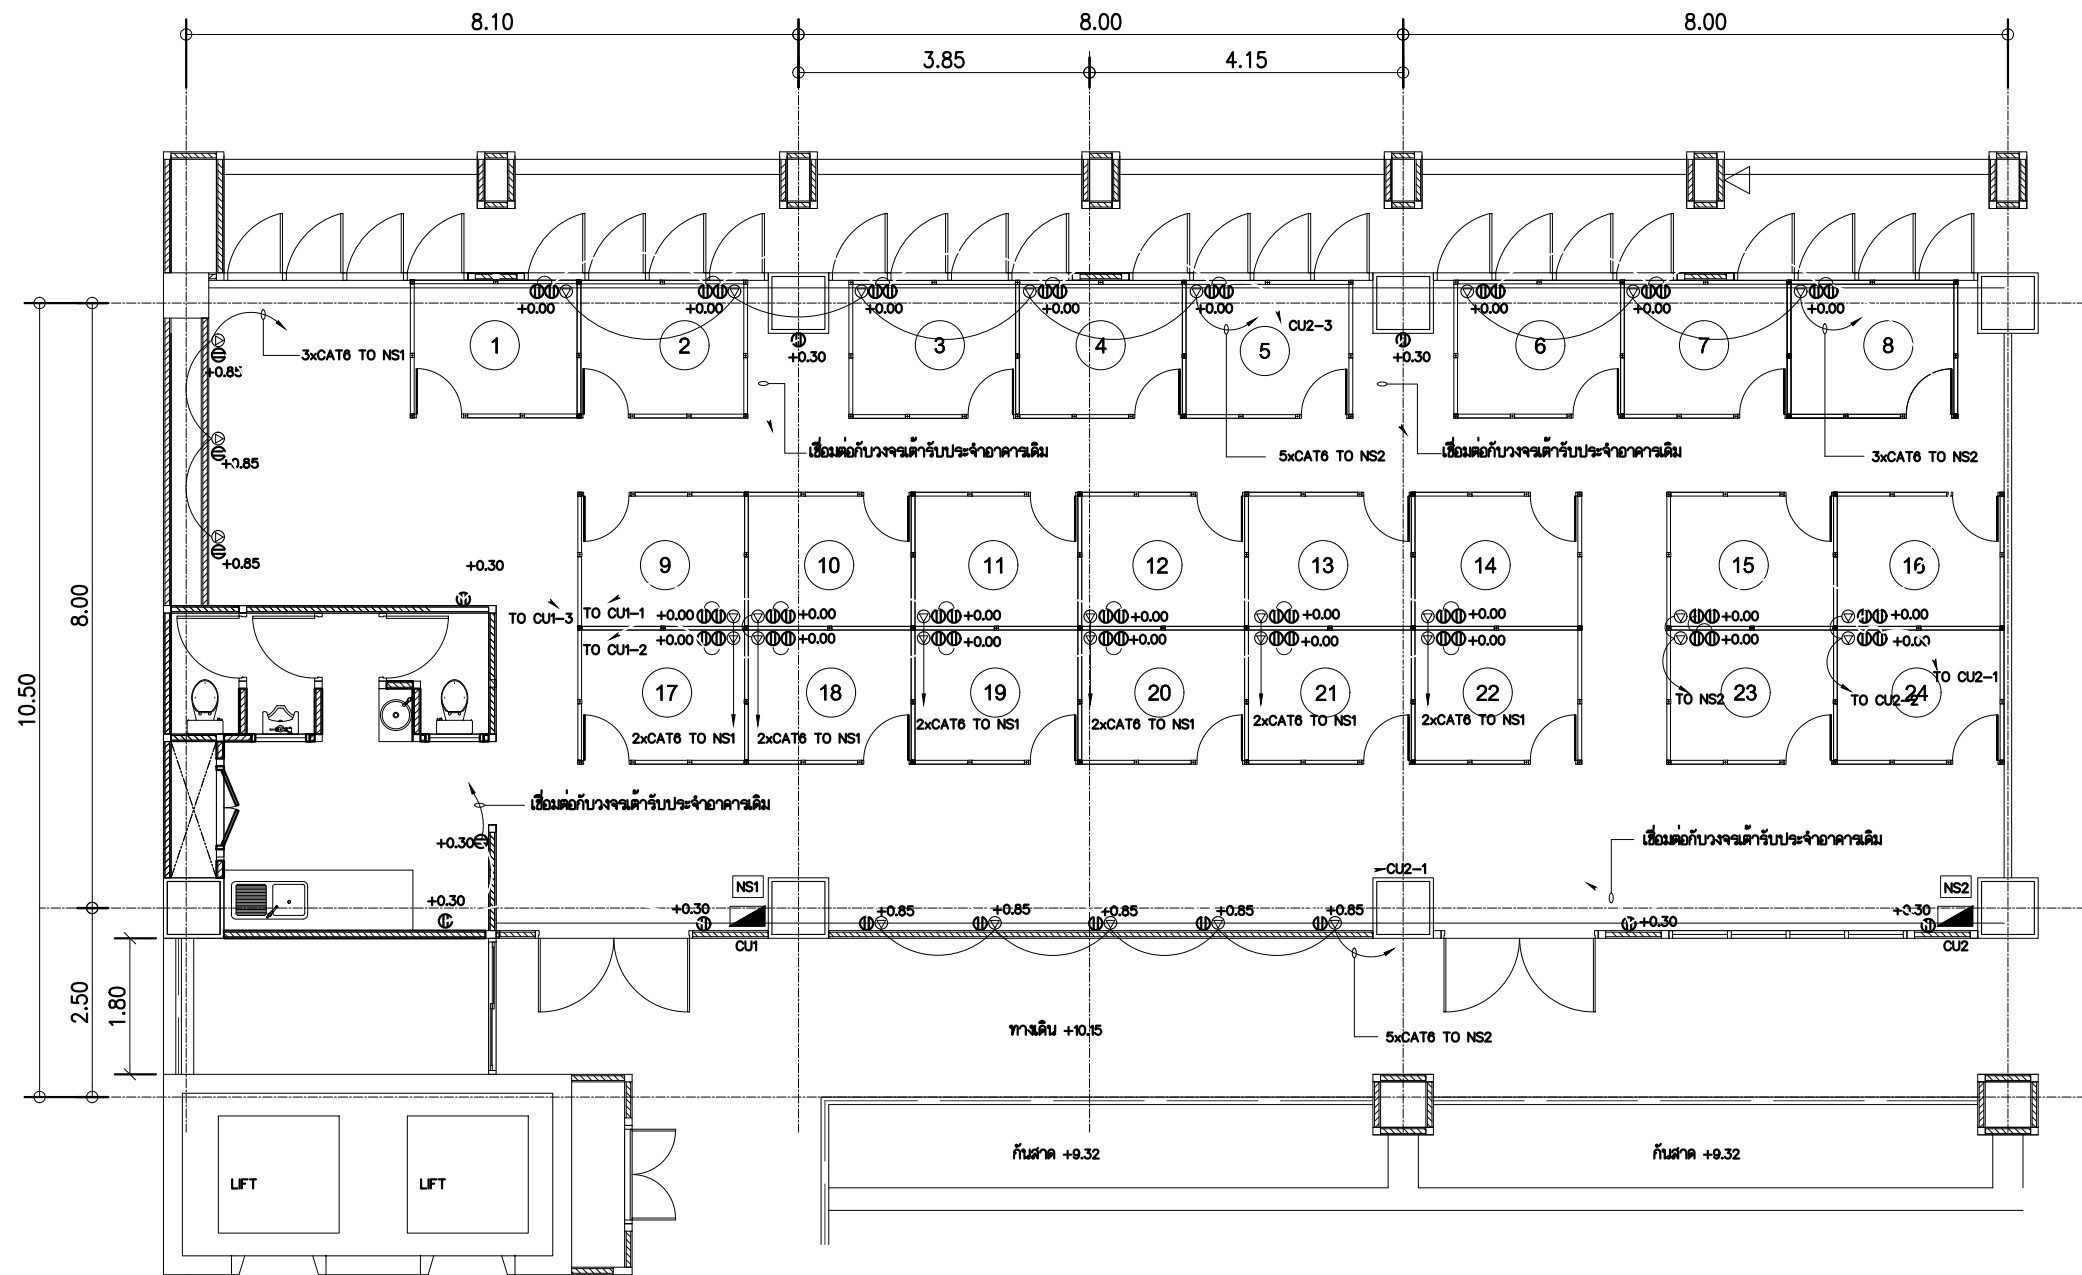 8.10
8.00
8.00
3.85
4.15
+0.00
+0.00
+0.00
+0.00
+0.00
+0.00
+0.00
+0.00
1
2
3
4
5
6
7
8
CU2-3
3xCAT6 TO NS1
+0.30
+0.30
+0.85
เชื่อมต่อกับวงจรเต้ารับประจำอาคารเดิม
5xCAT6 TO NS2
เชื่อมต่อกับวงจรเต้ารับประจำอาคารเดิม
3xCAT6 TO NS2
+0.85
+0.85
+0.30
9
10
11
12
13
14
15
16
8.00
10.50
TO CU1-3
TO CU1-1
+0.00
+0.00
+0.00
+0.00
+0.00
+0.00
+0.00
+0.00
TO CU1-2
+0.00
+0.00
+0.00
+0.00
+0.00
+0.00
+0.00
+0.00
17
18
19
20
21
22
TO NS2
23
TO CU2-2
24
TO CU2-1
2xCAT6 TO NS1
2xCAT6 TO NS1
2xCAT6 TO NS1
2xCAT6 TO NS1
2xCAT6 TO NS1
2xCAT6 TO NS1
เชื่อมต่อกับวงจรเต้ารับประจำอาคารเดิม
+0.30
เชื่อมต่อกับวงจรเต้ารับประจำอาคารเดิม
CU2-1
NS1
NS2
+0.30
+0.30
+0.85
+0.85
+0.85
+0.85
+0.85
+0.30
+0.30
CU1
CU2
2.50
1.80
ทางเดิน +10.15
5xCAT6 TO NS2
กันสาด +9.32
กันสาด +9.32
LIFT
LIFT